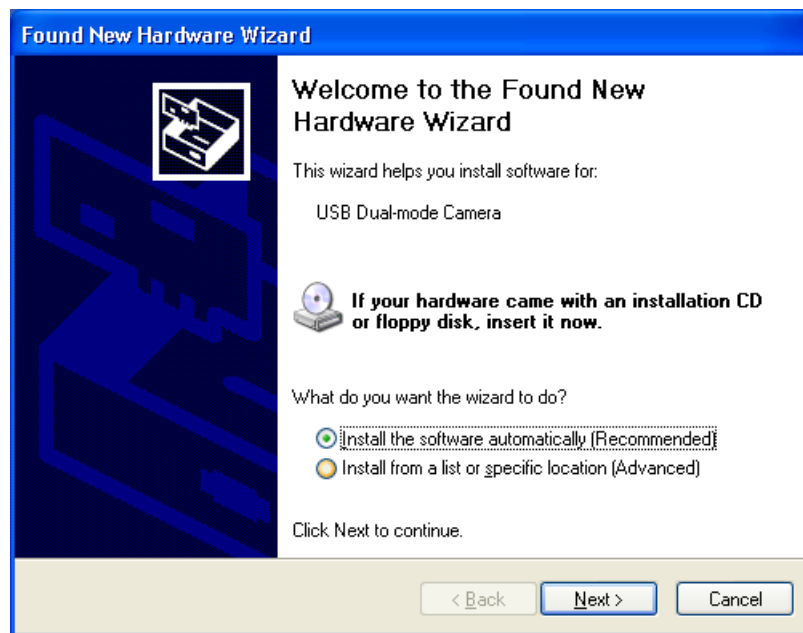 Found New Hardware Wizard
Welcome to the Found New
Hardware Wizard
This wizard helps you install software for:
USB Dual-mode Camera
If your hardware came with an installation CD
or floppy disk, insert it now.
What do you want the wizard to do?
Install the software automatically (Recommended)
Install from a list or specific location (Advanced)
Click Next to continue.
< Back Next > Cancel